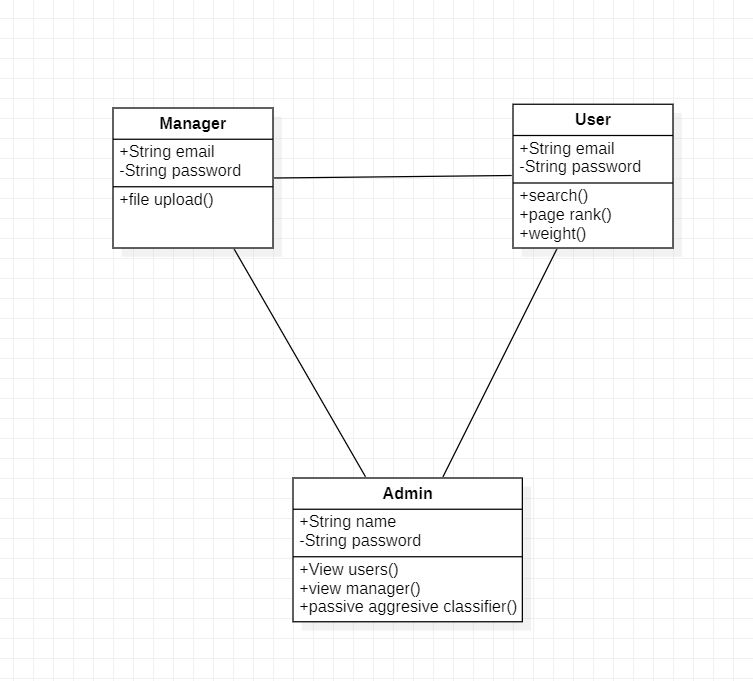 Manager
+String email
-String password
+file upload()
User
+String email
-String password
+search()
+page rank()
+weight()
Admin
+String name
-String password
+View users()
+view manager()
+passive aggresive classifier()